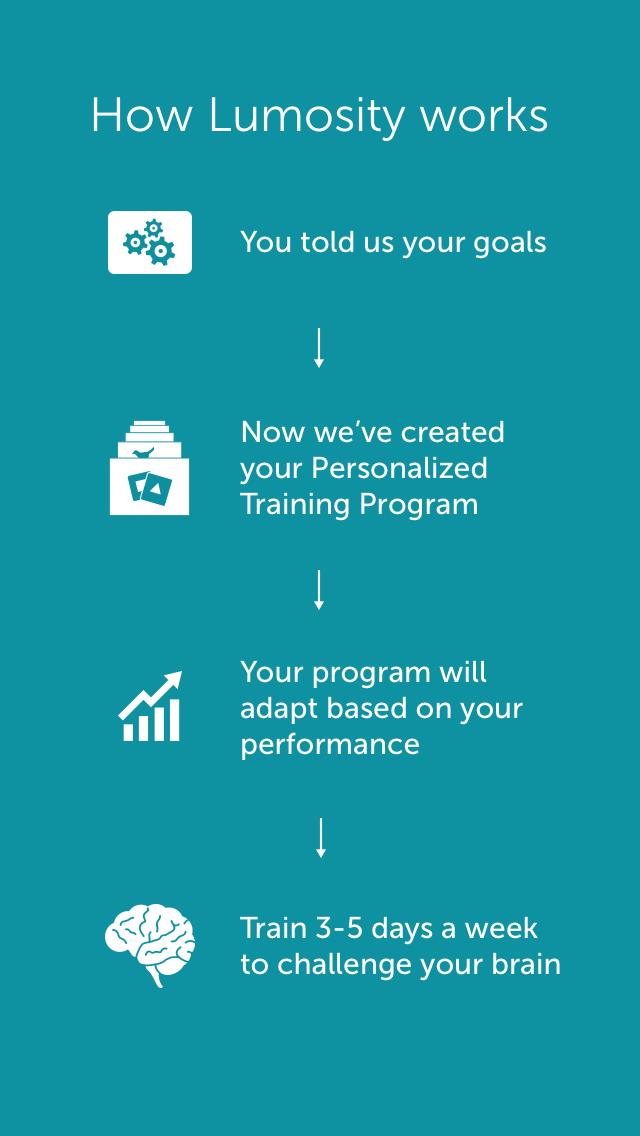 How Lumosity works
You told us your goals
Now we’ve created
your Personalized
Training Program
Your program will
adapt based on your
performance
Train 3-5 days a week
to challenge your brain